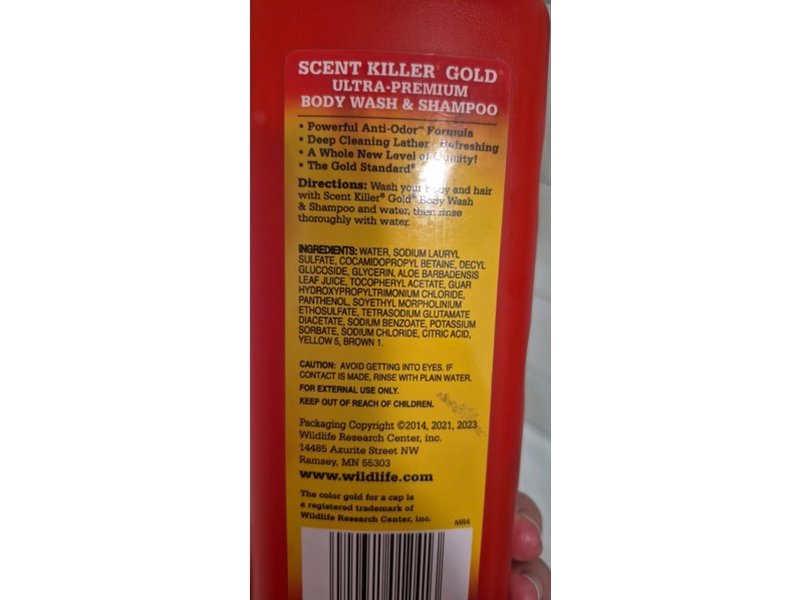 SCENT KILLER® GOLD®
ULTRA-PREMIUM
BODY WASH & SHAMPOO
• Powerful Anti-Odor™ Formula
• Deep Cleaning Lather Refreshing
• A Whole New Level of Quality!
• The Gold Standard®
Directions: Wash your body and hair
with Scent Killer® Gold® Body Wash
& Shampoo and water, then rinse
thoroughly with water.
INGREDIENTS: WATER, SODIUM LAURYL
SULFATE, COCAMIDOPROPYL BETAINE, DECYL
GLUCOSIDE, GLYCERIN, ALOE BARBADENSIS
LEAF JUICE, TOCOPHERYL ACETATE, GUAR
HYDROXYPROPYLTRIMONIUM CHLORIDE,
PANTHENOL, SOYETHYL MORPHOLINIUM
ETHOSULFATE, TETRASODIUM GLUTAMATE
DIACETATE, SODIUM BENZOATE, POTASSIUM
SORBATE, SODIUM CHLORIDE, CITRIC ACID,
YELLOW 5, BROWN 1.
CAUTION: AVOID GETTING INTO EYES. IF
CONTACT IS MADE, RINSE WITH PLAIN WATER.
FOR EXTERNAL USE ONLY.
KEEP OUT OF REACH OF CHILDREN.
Packaging Copyright ©2014, 2021, 2023
Wildlife Research Center, inc.
14485 Azurite Street NW
Ramsey, MN 55303
www.wildlife.com
The color gold for a cap is
a registered trademark of
Wildlife Research Center, inc.
MR4